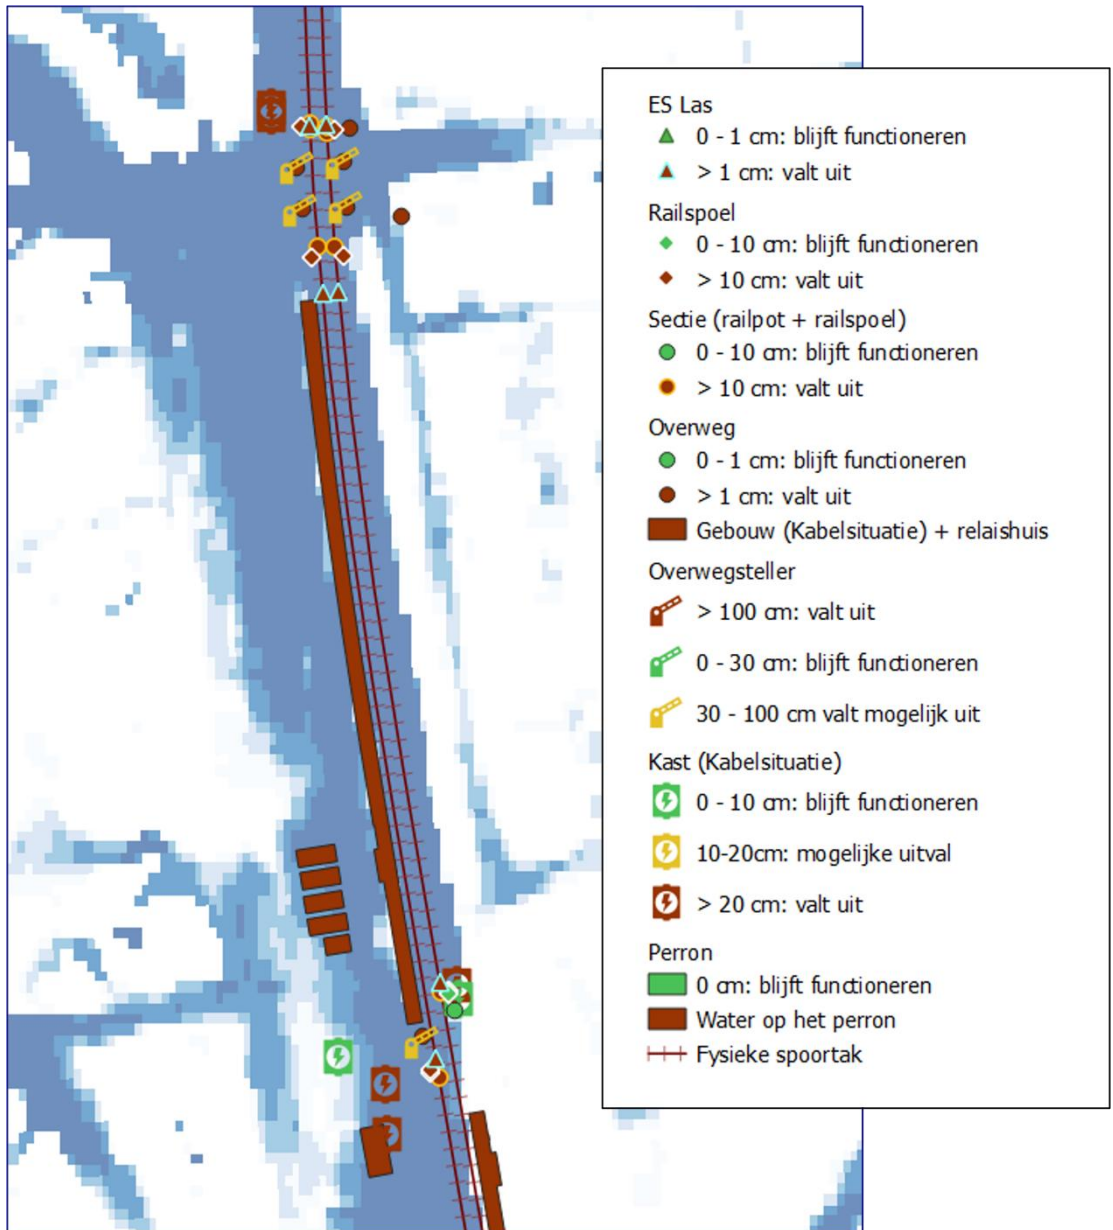 ES Las
0 - 1 cm: blijft functioneren
> 1 cm: valt uit
Railspoel
0 - 10 cm: blijft functioneren
> 10 cm: valt uit
Sectie (railpot + railspoel)
0 - 10 cm: blijft functioneren
> 10 cm: valt uit
Overweg
0 - 1 cm: blijft functioneren
> 1 cm: valt uit
Gebouw (Kabelsituatie) + relaishuis
Overwegsteller
> 100 cm: valt uit
0 - 30 cm: blijft functioneren
30 - 100 cm valt mogelijk uit
Kast (Kabelsituatie)
0 - 10 cm: blijft functioneren
10-20cm: mogelijke uitval
> 20 cm: valt uit
Perron
0 cm: blijft functioneren
Water op het perron
Fysieke spoortak